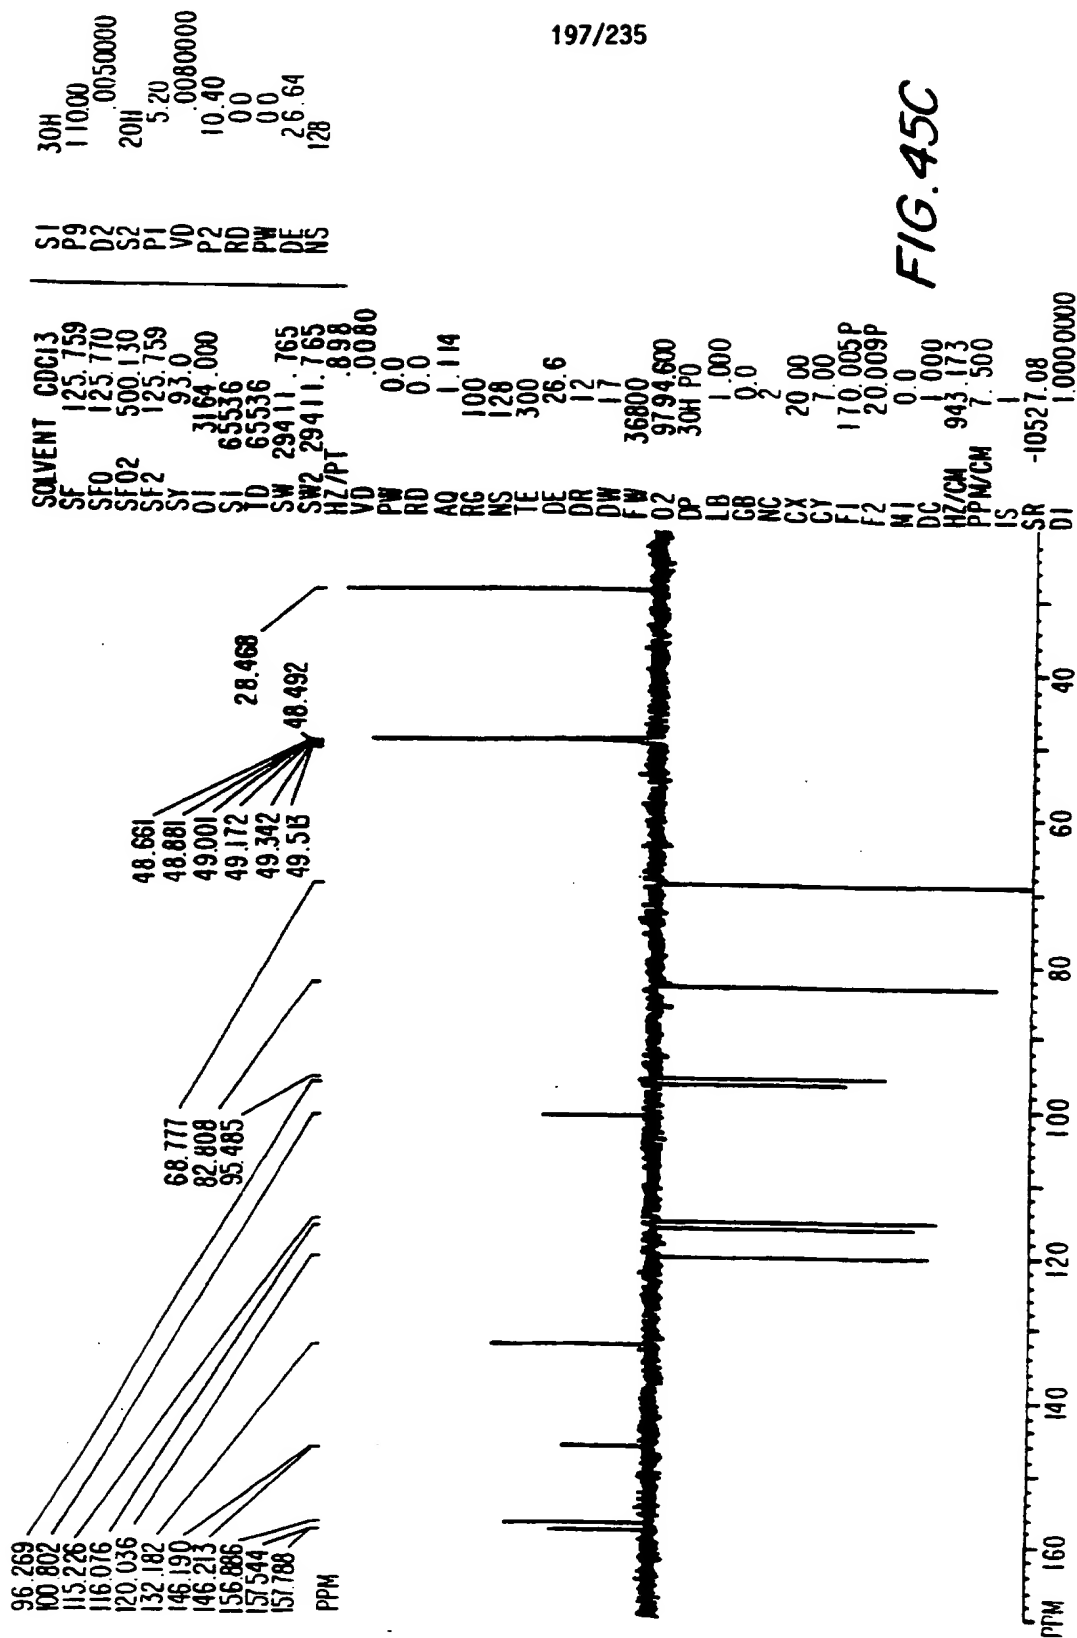 197/235
96.269
100.802
115.226
116.076
120.036
132.182
146.190
146.213
156.886
157.544
157.788
PPM
68.777
82.808
95.485
48.661
48.881
49.001
49.172
49.342
49.513
28.468
48.492
SOLVENT CDCl3
SF 125.759
SFO 125.770
SFO2 500.130
SF2 125.759
SY 93.0
O1 3164.000
SI 65536
TD 65536
SW 29411.765
SW2 29411.765
HZ/PT .898
VD .0080
PW 0.0
RD 0.0
AQ 1.114
RG 100
NS 128
TE 300
DE 26.6
DR 12
DW 17
FW 36800
O2 9794.600
DP 30H PO
LB 1.000
GB 0.0
NC 2
CX 20.00
CY 7.00
F1 170.005P
F2 20.009P
MI 0.0
DC 1.000
HZ/CM 943.173
PPM/CM 7.500
IS 1
SR -10527.08
DI 1.0000000
S1 30H
P9 110.00
D2 .0050000
S2 20H
P1 5.20
VD .0080000
P2 10.40
RD 0.0
PW 0.0
DE 26.64
NS 128
PPM 160 140 120 100 80 60 40
FIG. 45C